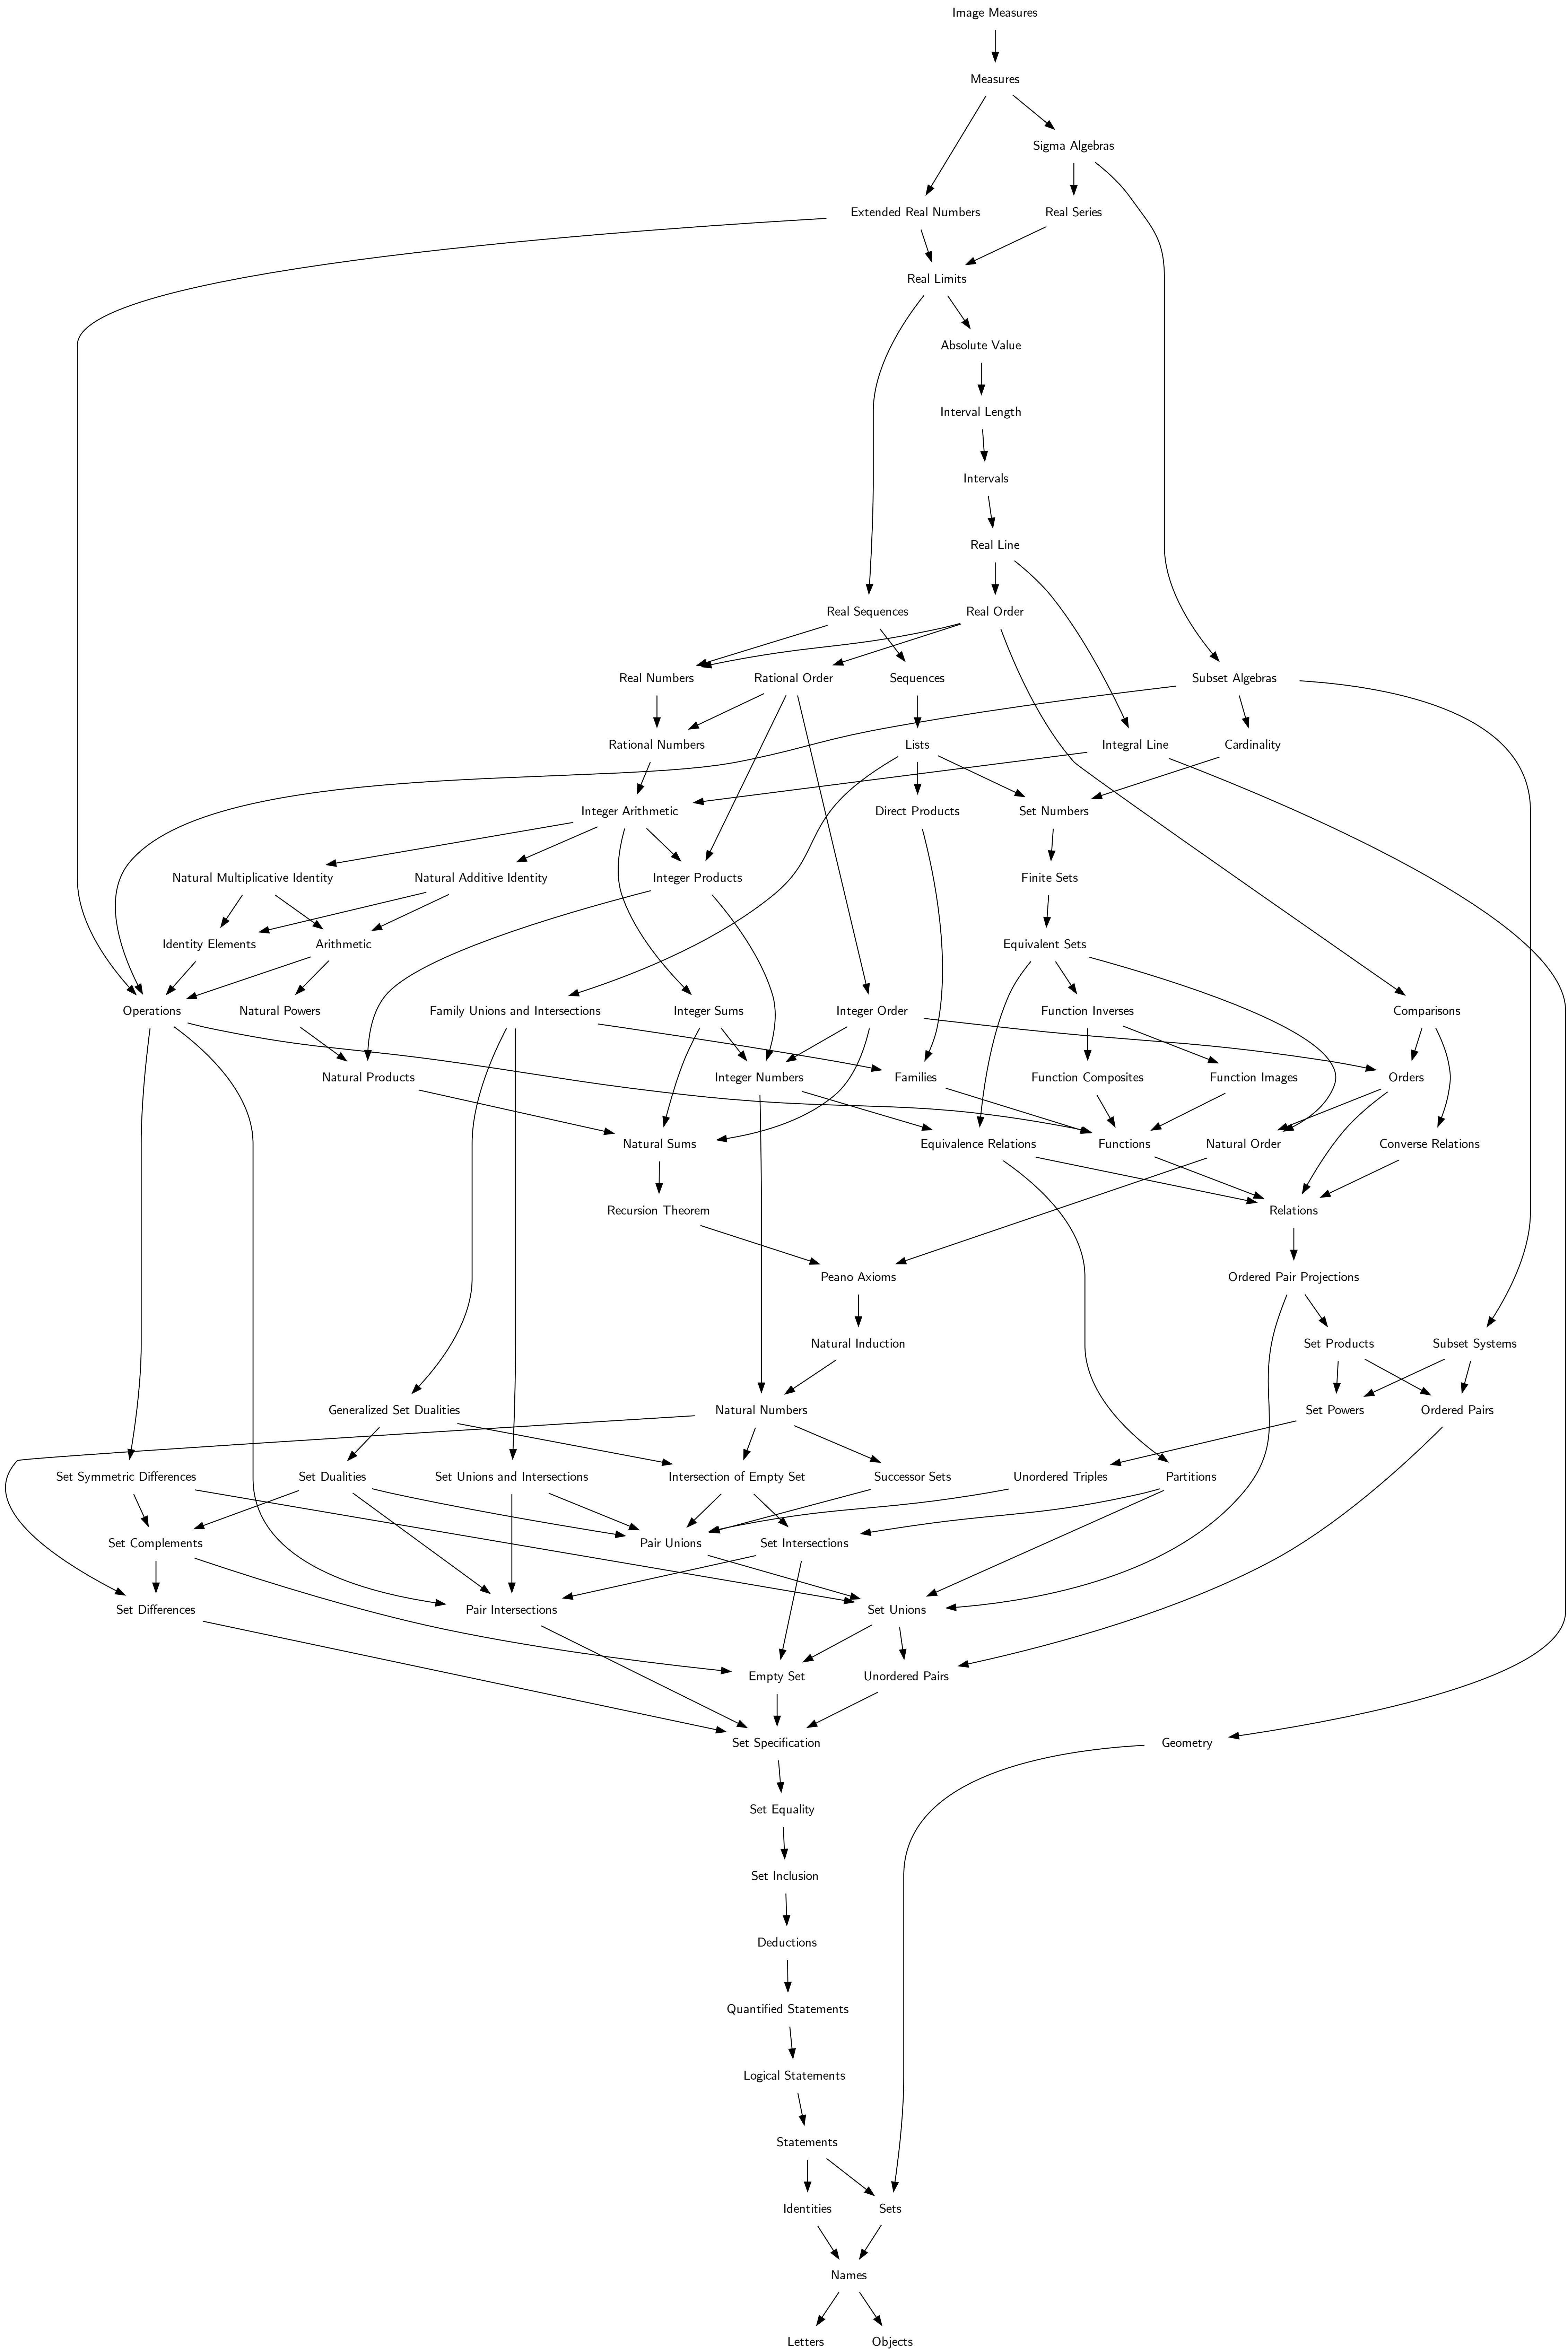 Image Measures
Measures
Sigma Algebras
Extended Real Numbers
Real Series
Real Limits
Absolute Value
Interval Length
Intervals
Real Line
Real Sequences
Real Order
Real Numbers
Rational Order
Sequences
Subset Algebras
Rational Numbers
Lists
Integral Line
Cardinality
Integer Arithmetic
Direct Products
Set Numbers
Natural Multiplicative Identity
Natural Additive Identity
Integer Products
Finite Sets
Identity Elements
Arithmetic
Equivalent Sets
Operations
Natural Powers
Family Unions and Intersections
Integer Sums
Integer Order
Function Inverses
Comparisons
Natural Products
Integer Numbers
Families
Function Composites
Function Images
Orders
Natural Sums
Equivalence Relations
Functions
Natural Order
Converse Relations
Recursion Theorem
Relations
Peano Axioms
Ordered Pair Projections
Natural Induction
Set Products
Subset Systems
Generalized Set Dualities
Natural Numbers
Set Powers
Ordered Pairs
Set Symmetric Differences
Set Dualities
Set Unions and Intersections
Intersection of Empty Set
Successor Sets
Unordered Triples
Partitions
Set Complements
Pair Unions
Set Intersections
Set Differences
Pair Intersections
Set Unions
Empty Set
Unordered Pairs
Set Specification
Geometry
Set Equality
Set Inclusion
Deductions
Quantified Statements
Logical Statements
Statements
Identities
Sets
Names
Letters
Objects